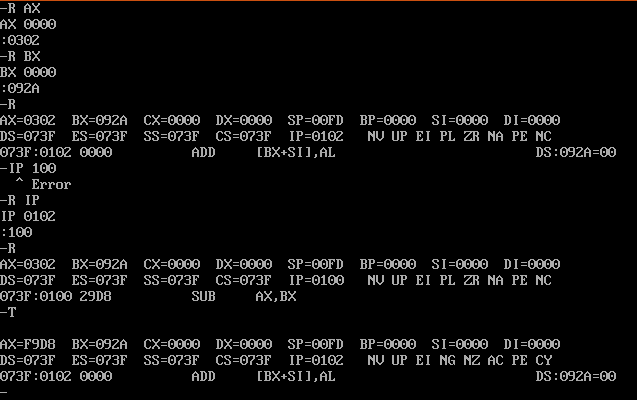 -R AX
AX 0000
:0302
-R BX
BX 0000
:092A
-R
AX=0302  BX=092A  CX=0000  DX=0000  SP=00FD  BP=0000  SI=0000  DI=0000
DS=073F  ES=073F  SS=073F  CS=073F  IP=0102   NV UP EI PL ZR NA PE NC
073F:0102 0000          ADD     [BX+SI],AL                         DS:092A=00
-IP 100
  ^ Error
-R IP
IP 0102
:100
-R
AX=0302  BX=092A  CX=0000  DX=0000  SP=00FD  BP=0000  SI=0000  DI=0000
DS=073F  ES=073F  SS=073F  CS=073F  IP=0100   NV UP EI PL ZR NA PE NC
073F:0100 29D8          SUB     AX,BX
-T
AX=F9D8  BX=092A  CX=0000  DX=0000  SP=00FD  BP=0000  SI=0000  DI=0000
DS=073F  ES=073F  SS=073F  CS=073F  IP=0102   NV UP EI NG NZ AC PE CY
073F:0102 0000          ADD     [BX+SI],AL                         DS:092A=00
-